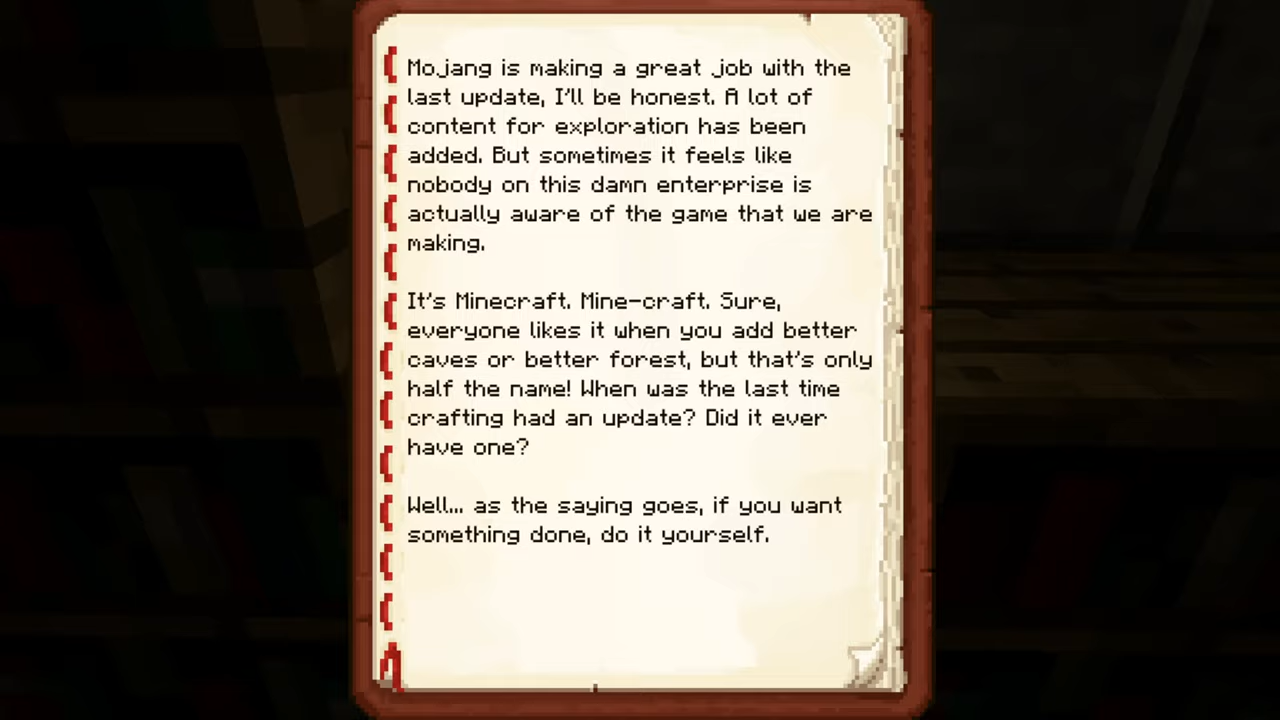 Mojang is making a great job with the
last update, I'll be honest. A lot of
content for exploration has been
added. But sometimes it feels like
nobody on this damn enterprise is
actually aware of the game that we are
making.
It's Minecraft. Mine-craft. Sure,
everyone likes it when you add better
caves or better forest, but that's only
half the name! When was the last time
crafting had an update? Did it ever
have one?
Well... as the saying goes, if you want
something done, do it yourself.